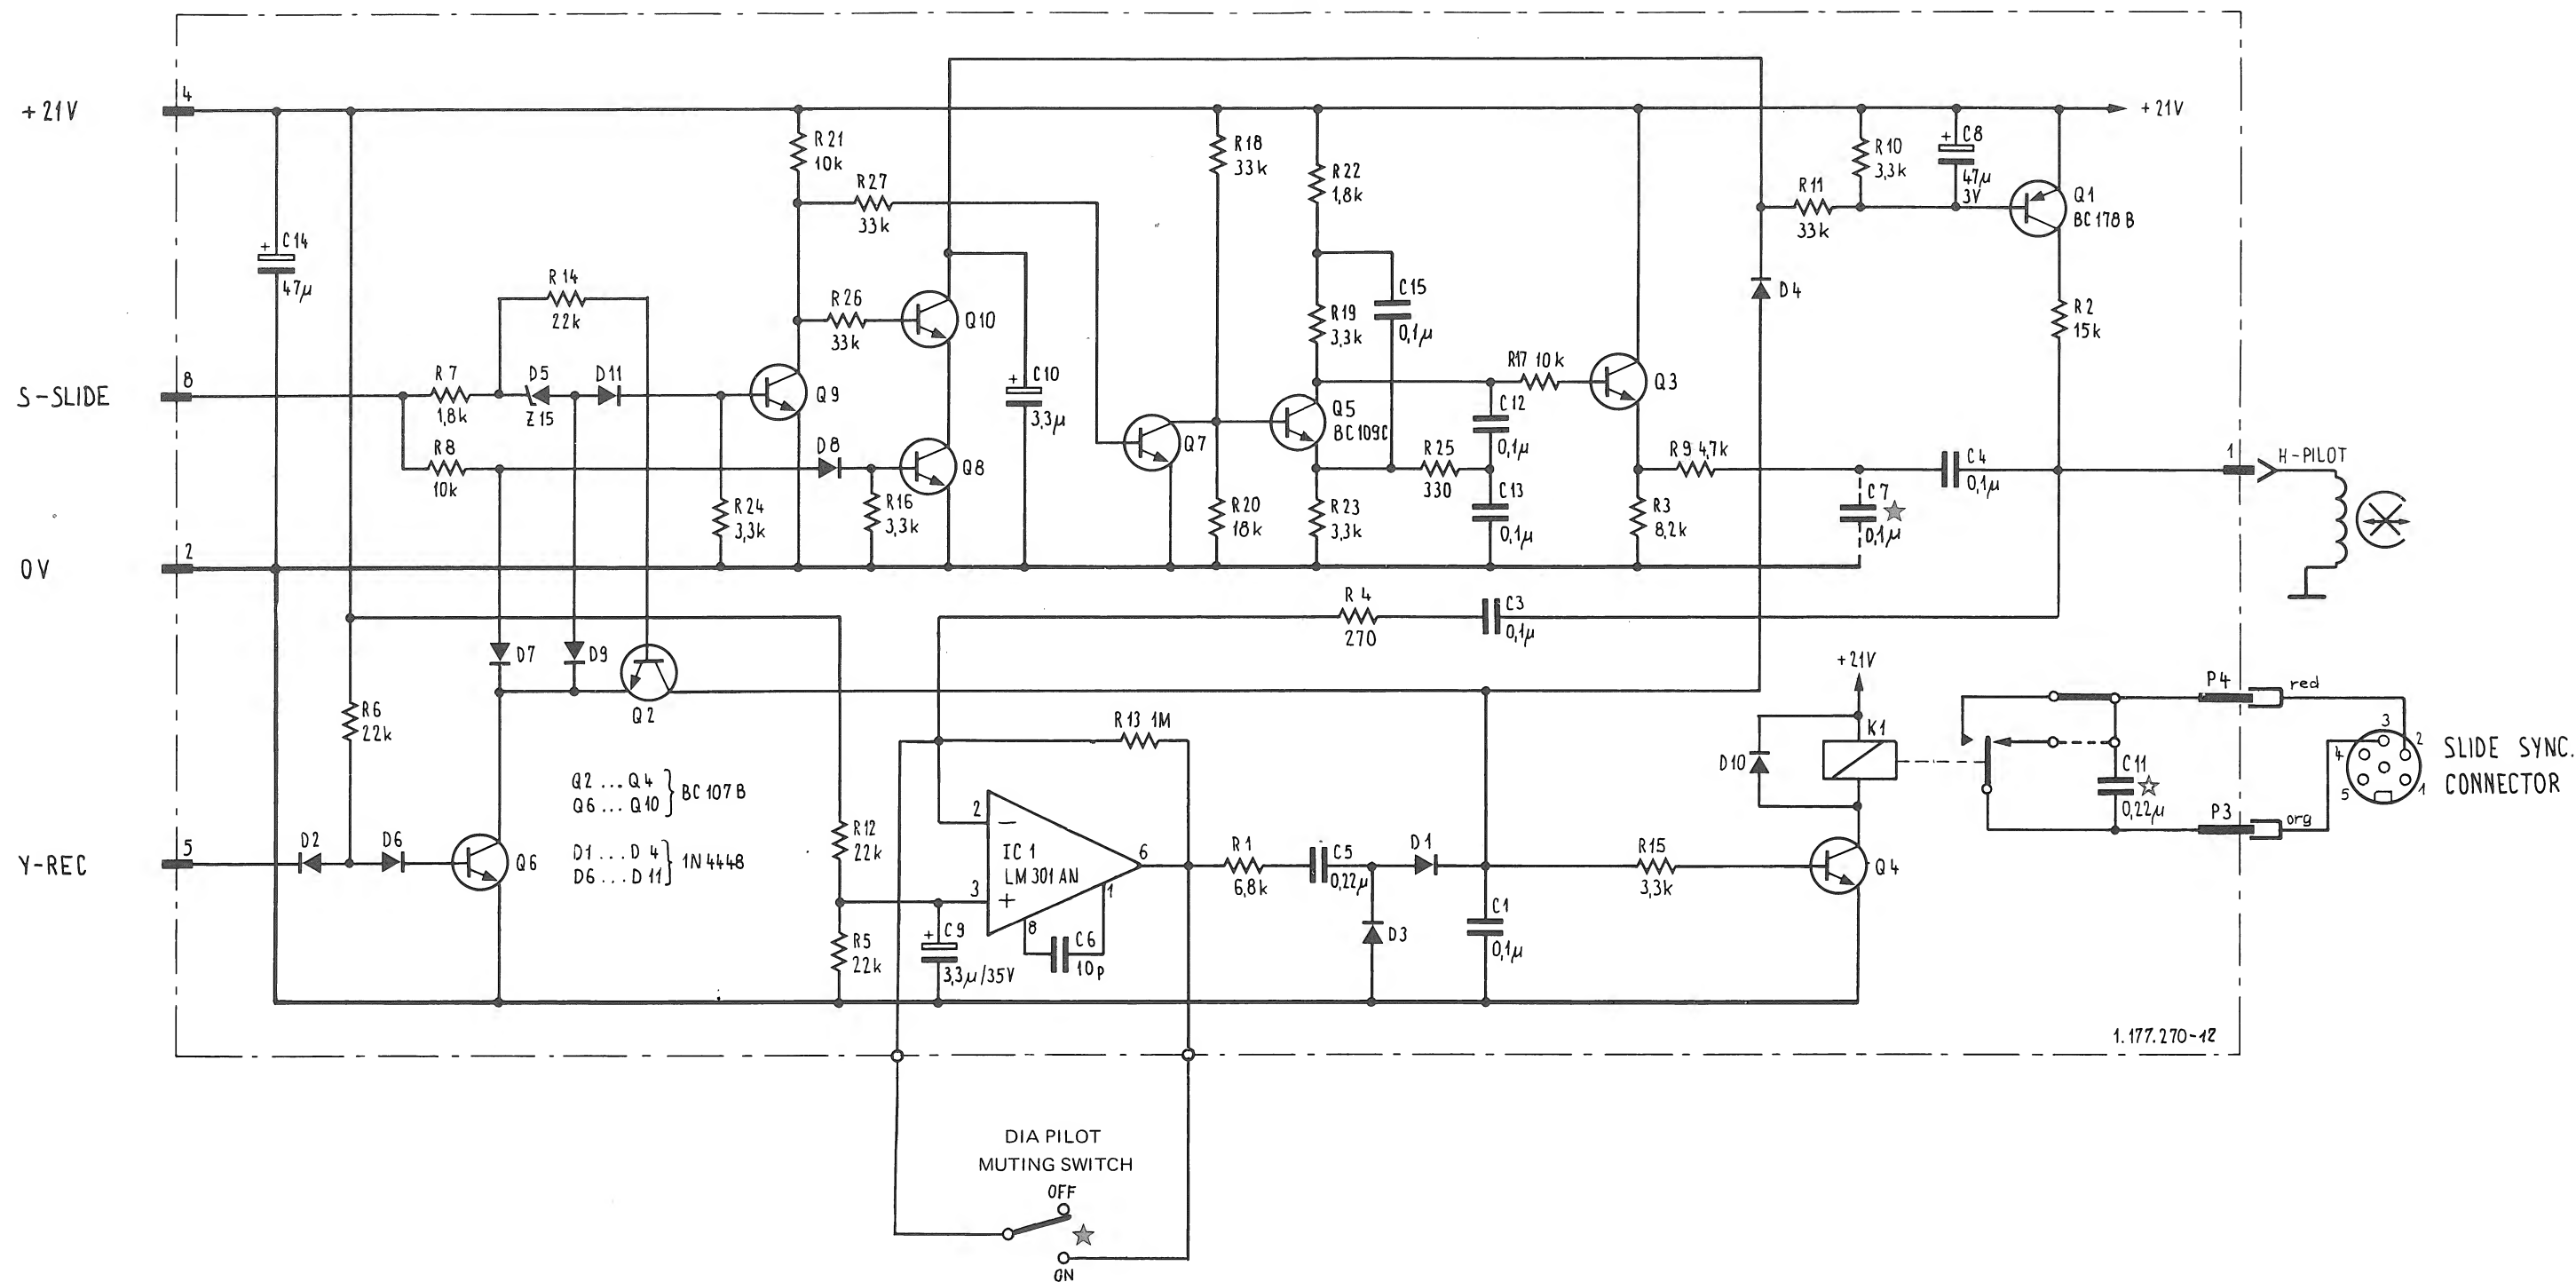 +21V
4
+21V
R21
10k
R18
33k
R22
1,8k
R10
3,3k
+ C8
47µ
3V
R27
33k
R11
33k
Q1
BC178B
+ C14
47µ
R14
22k
R26
33k
Q10
R19
3,3k
C15
0,1µ
D4
R2
15k
S-SLIDE
8
R7
1,8k
D5
Z15
D11
Q9
+ C10
3,3µ
R17 10k
Q3
Q5
BC109C
C12
0,1µ
R8
10k
D8
Q8
Q7
R25
330
R9 4,7k
C4
0,1µ
1
H-PILOT
R24
3,3k
R16
3,3k
R20
18k
R23
3,3k
C13
0,1µ
R3
8,2k
C7
0,1µ
0V
2
R4
270
C3
0,1µ
D7
D9
Q2
+21V
P4
red
R6
22k
R13 1M
K1
D10
C11
0,22µ
3
4
2
5
1
SLIDE SYNC.
CONNECTOR
Q2...Q4
Q6...Q10
BC107B
D1...D4
D6...D11
1N4448
P3
org
R12
22k
2
−
IC1
LM301AN
3
+
6
1
8
R1
6,8k
C5
0,22µ
D1
R15
3,3k
Q4
Y-REC
5
D2
D6
Q6
R5
22k
+ C9
3,3µ/35V
C6
10p
D3
C1
0,1µ
1.177.270-12
DIA PILOT
MUTING SWITCH
OFF
ON